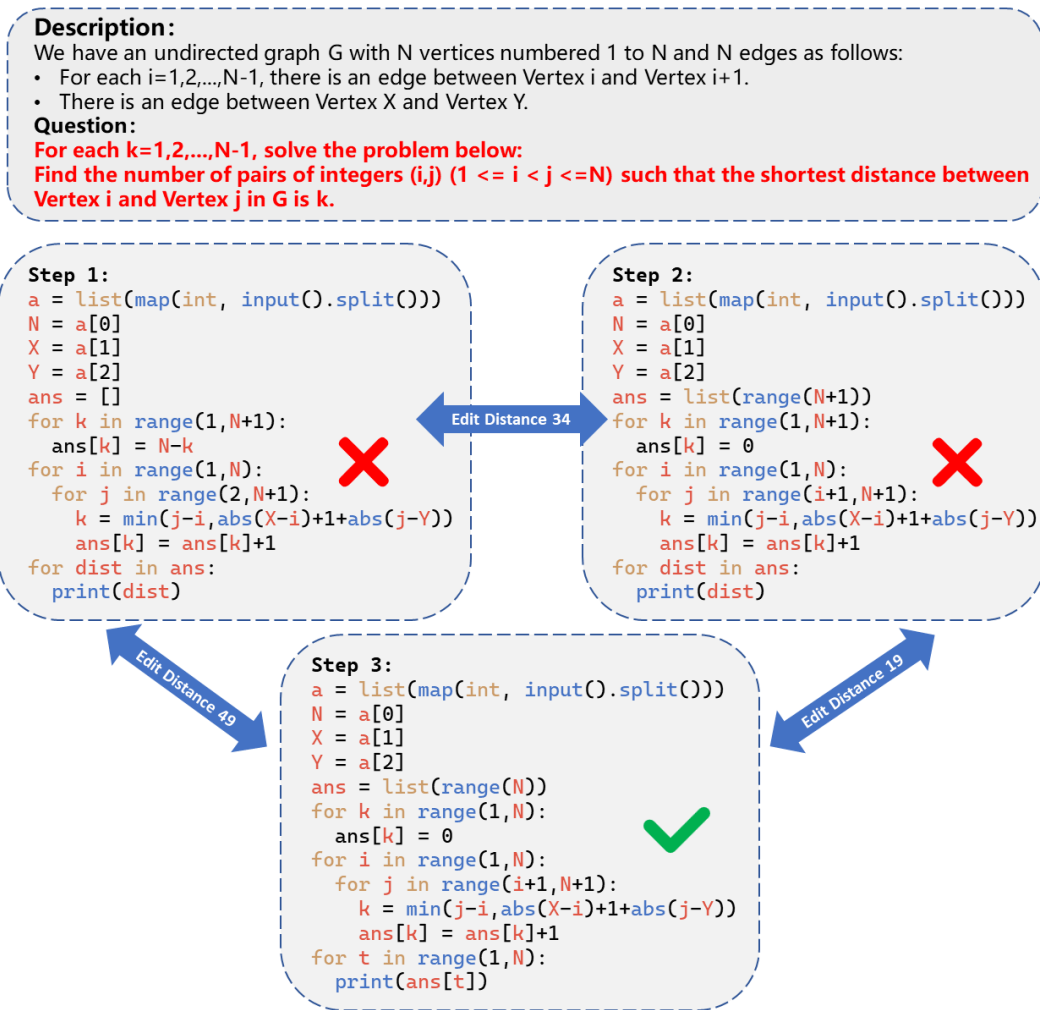 Description:
We have an undirected graph G with N vertices numbered 1 to N and N edges as follows:
• For each i=1,2,...,N-1, there is an edge between Vertex i and Vertex i+1.
• There is an edge between Vertex X and Vertex Y.
Question:
For each k=1,2,...,N-1, solve the problem below:
Find the number of pairs of integers (i,j) (1 <= i < j <=N) such that the shortest distance between
Vertex i and Vertex j in G is k.
Step 1:
a = list(map(int, input().split()))
N = a[0]
X = a[1]
Y = a[2]
ans = []
for k in range(1,N+1):
  ans[k] = N-k
for i in range(1,N):
  for j in range(2,N+1):
    k = min(j-i,abs(X-i)+1+abs(j-Y))
    ans[k] = ans[k]+1
for dist in ans:
  print(dist)
Edit Distance 34
Step 2:
a = list(map(int, input().split()))
N = a[0]
X = a[1]
Y = a[2]
ans = list(range(N+1))
for k in range(1,N+1):
  ans[k] = 0
for i in range(1,N):
  for j in range(i+1,N+1):
    k = min(j-i,abs(X-i)+1+abs(j-Y))
    ans[k] = ans[k]+1
for dist in ans:
  print(dist)
Edit Distance 49
Edit Distance 19
Step 3:
a = list(map(int, input().split()))
N = a[0]
X = a[1]
Y = a[2]
ans = list(range(N))
for k in range(1,N):
  ans[k] = 0
for i in range(1,N):
  for j in range(i+1,N+1):
    k = min(j-i,abs(X-i)+1+abs(j-Y))
    ans[k] = ans[k]+1
for t in range(1,N):
  print(ans[t])